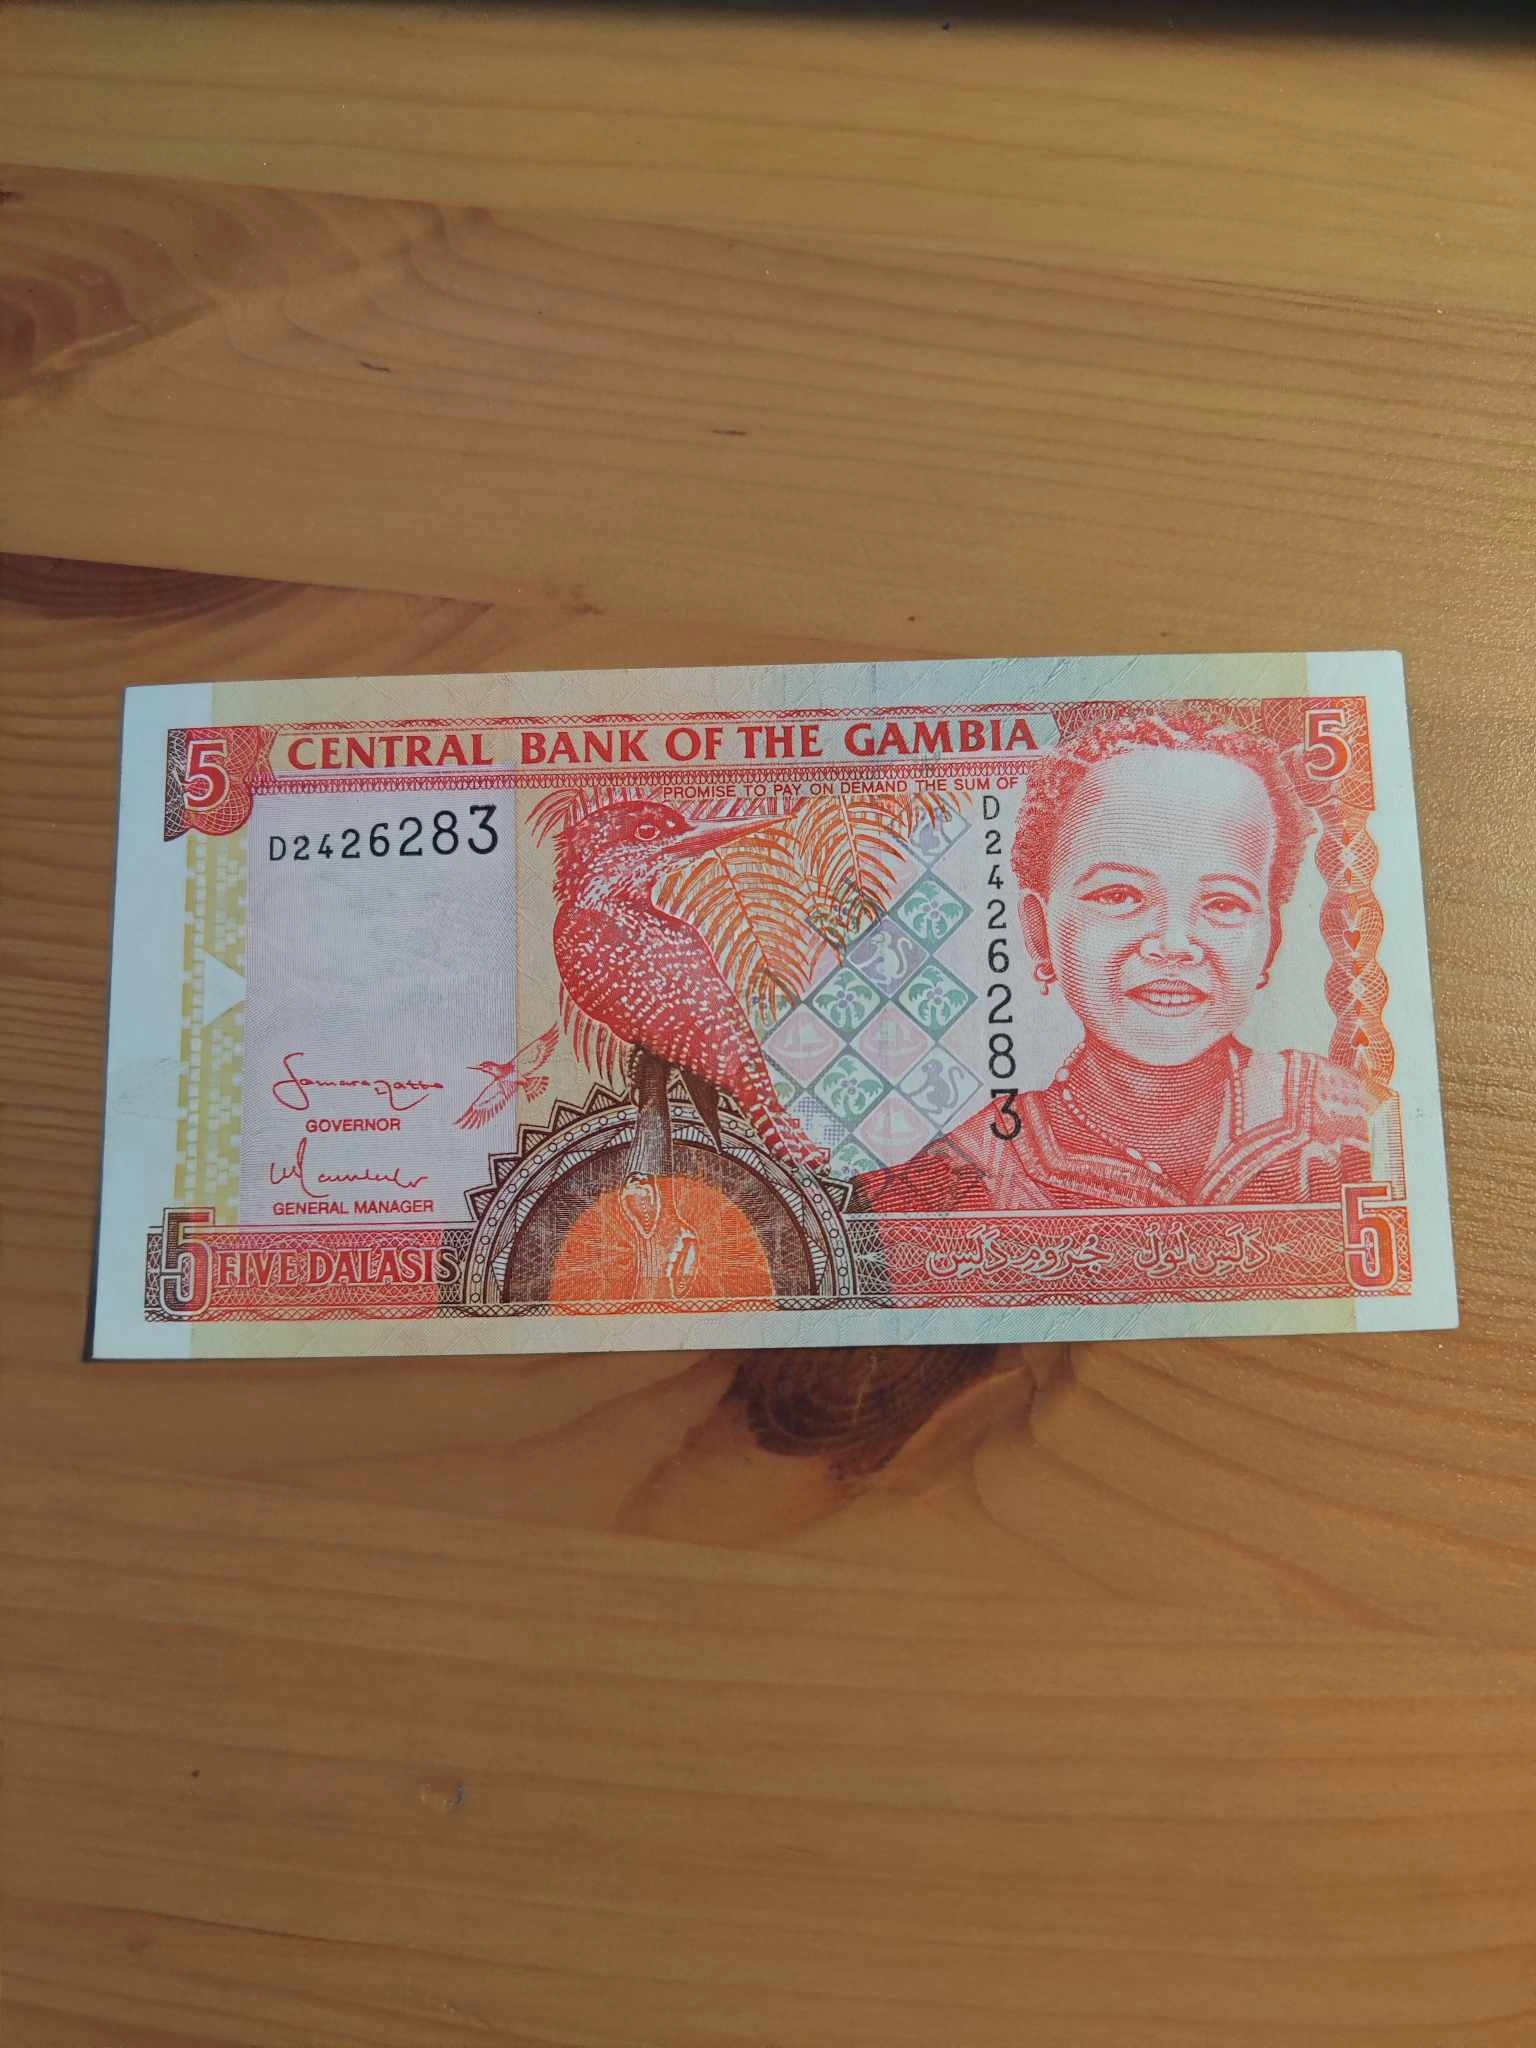 5
CENTRAL BANK OF THE GAMBIA
5
PROMISE TO PAY ON DEMAND THE SUM OF
D2426283
D2426283
GOVERNOR
GENERAL MANAGER
5
FIVE DALASIS
5